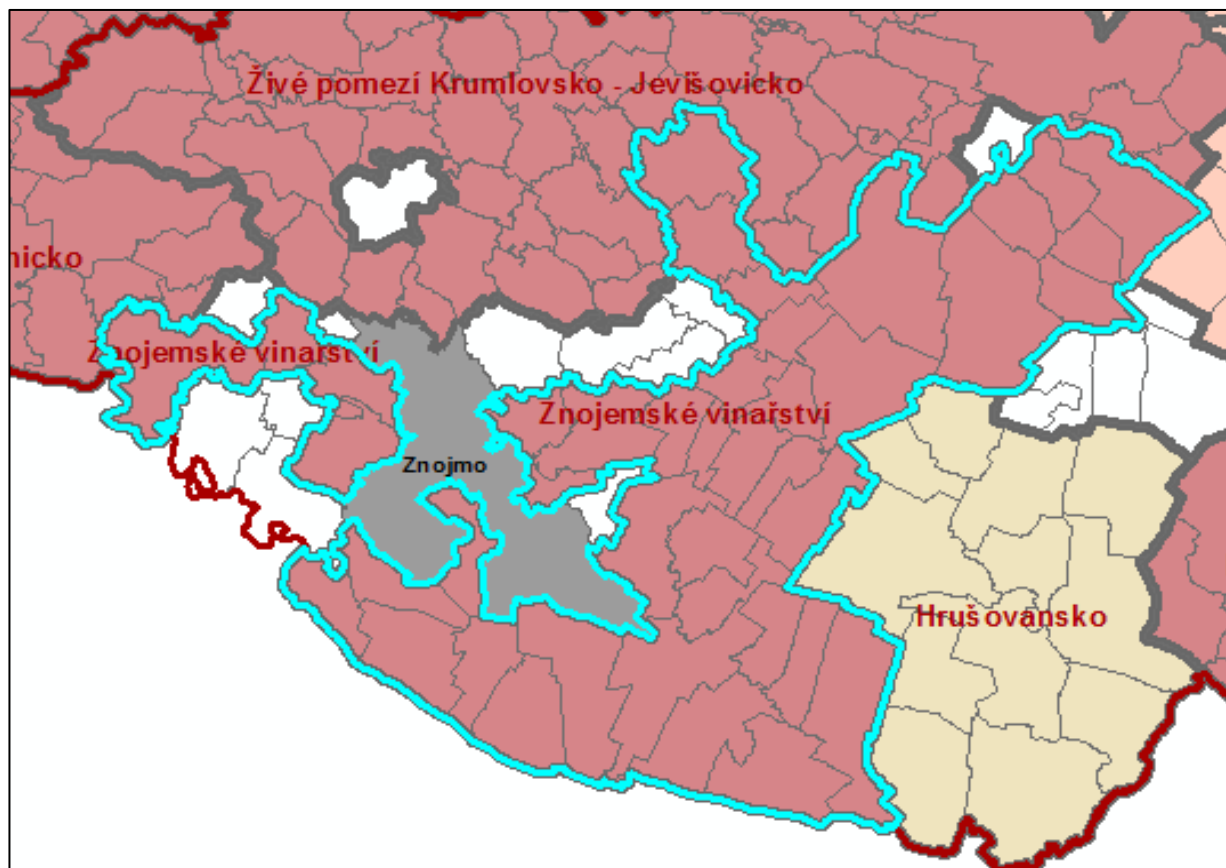 Živé pomezí Krumlovsko - Jevišovicko
nicko
Znojemské vinařství
Znojemské vinařství
Znojmo
Hrušovansko